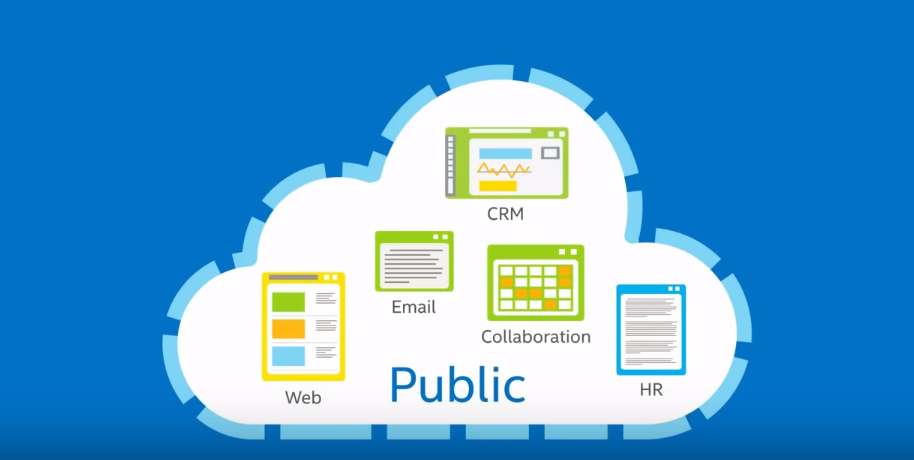 CRM
Email
Collaboration
Web
Public
HR